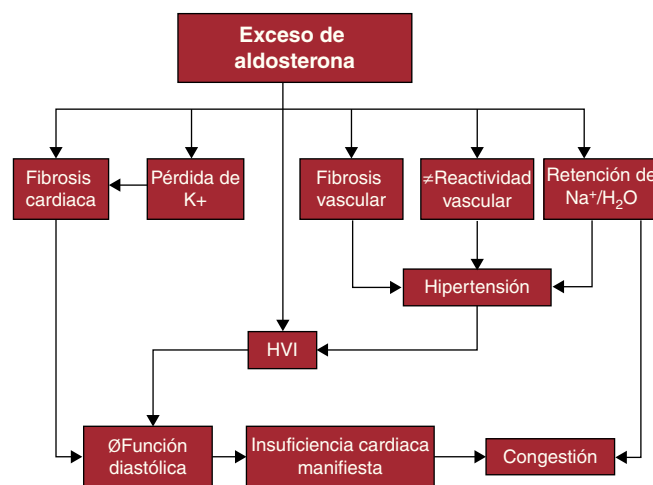 Exceso de
aldosterona
Fibrosis
cardiaca
Pérdida de
K+
Fibrosis
vascular
≠Reactividad
vascular
Retención de
Na⁺/H₂O
Hipertensión
HVI
ØFunción
diastólica
Insuficiencia cardiaca
manifiesta
Congestión